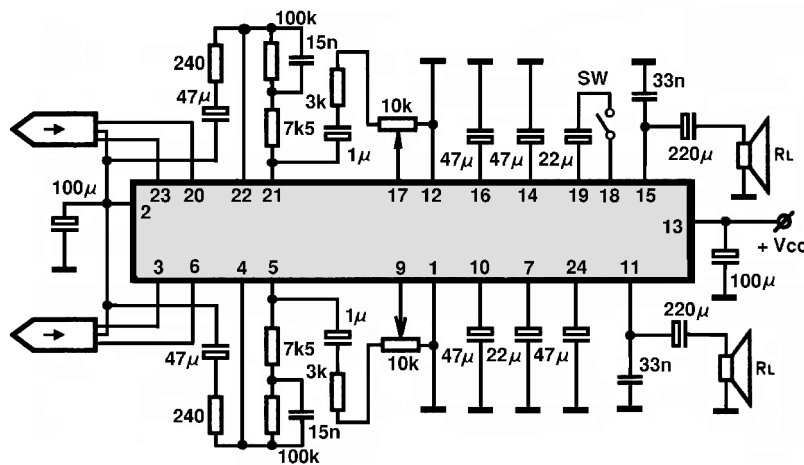 100k
15n
240
47µ
3k
7k5
1µ
10k
47µ
47µ
22µ
SW
33n
220µ
RL
100µ
23 20 22 21 17 12 16 14 19 18 15
2
13
+ Vcc
3 6 4 5 9 1 10 7 24 11
100µ
47µ
240
7k5
3k
1µ
15n
100k
10k
47µ
22µ
47µ
33n
220µ
RL